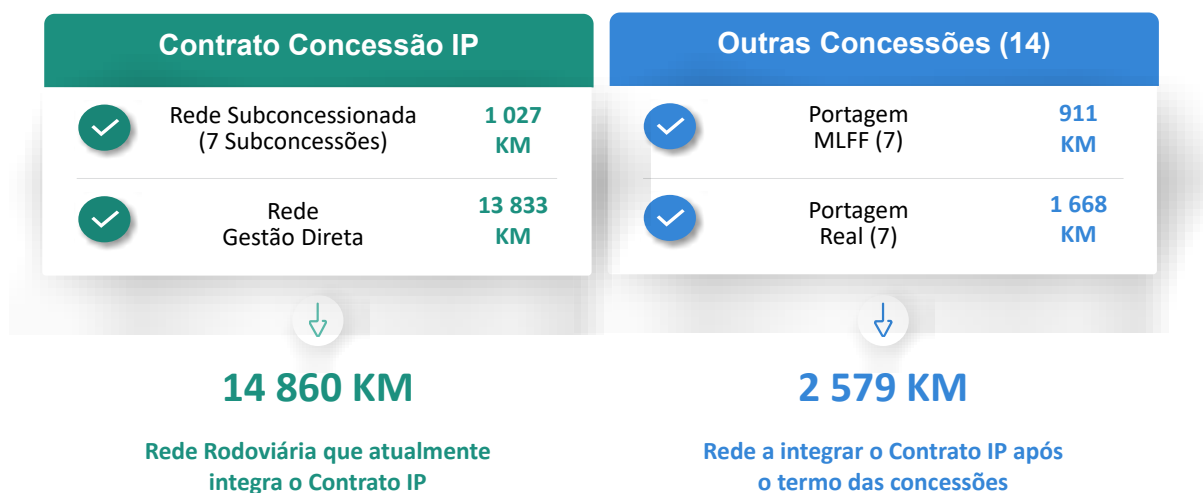 Contrato Concessão IP
Rede Subconcessionada
(7 Subconcessões)
1 027
KM
Rede
Gestão Direta
13 833
KM
14 860 KM
Rede Rodoviária que atualmente
integra o Contrato IP
Outras Concessões (14)
Portagem
MLFF (7)
911
KM
Portagem
Real (7)
1 668
KM
2 579 KM
Rede a integrar o Contrato IP após
o termo das concessões